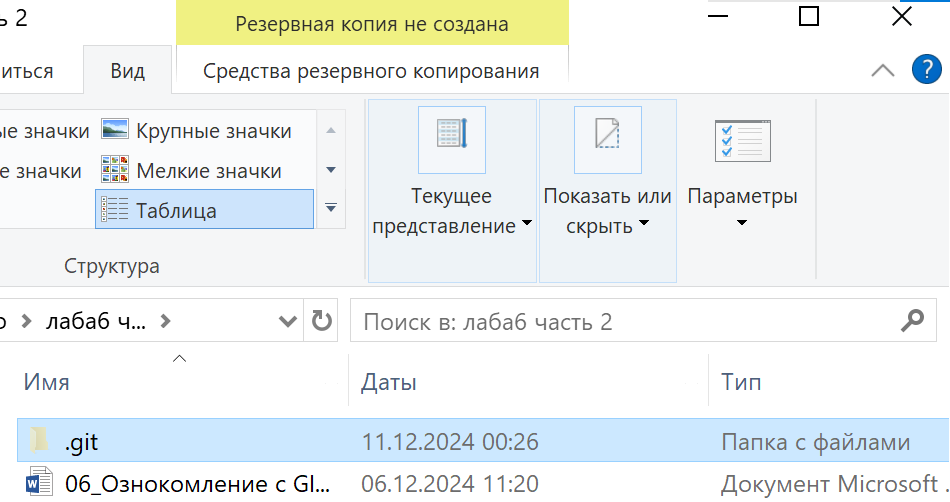 ь 2
Резервная копия не создана
иться
Вид
Средства резервного копирования
?
ые значки
Крупные значки
е значки
Мелкие значки
Таблица
Структура
Текущее
представление
Показать или
скрыть
Параметры
лаба6 ч...
Поиск в: лаба6 часть 2
Имя
Даты
Тип
.git
11.12.2024 00:26
Папка с файлами
06_Ознокомление с GI...
06.12.2024 11:20
Документ Microsoft .